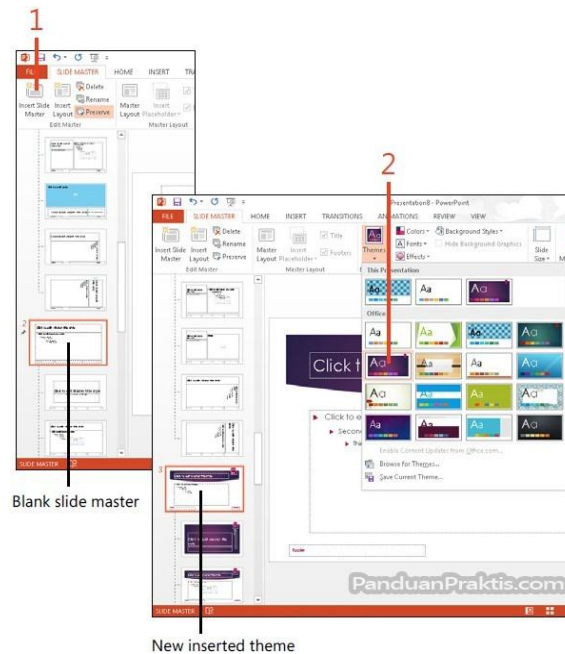 1
FILE SLIDE MASTER HOME INSERT TRA
Insert Slide Master
Insert Layout
Delete
Rename
Preserve
Master Layout
Insert Placeholder
Edit Master
Master Layout
2
2
Presentation8 - PowerPoint
FILE SLIDE MASTER HOME INSERT TRANSITIONS ANIMATIONS REVIEW VIEW
Insert Slide Master
Insert Layout
Delete
Rename
Preserve
Master Layout
Insert Placeholder
Title
Footers
Themes
Colors
Fonts
Effects
Background Styles
Hide Background Graphics
Slide Size
Edit Master
Master Layout
This Presentation
Aa Aa Aa
Office
Aa Aa Aa Aa
Aa Aa Aa Aa
Aa Aa Aa Aa
Aa Aa Aa Aa
Enable Content Updates from Office.com...
Browse for Themes...
Save Current Theme...
Click t
Click to e
Secon
3
Footer
SLIDE MASTER
SLIDE MASTER
Blank slide master
PanduanPraktis.com
New inserted theme